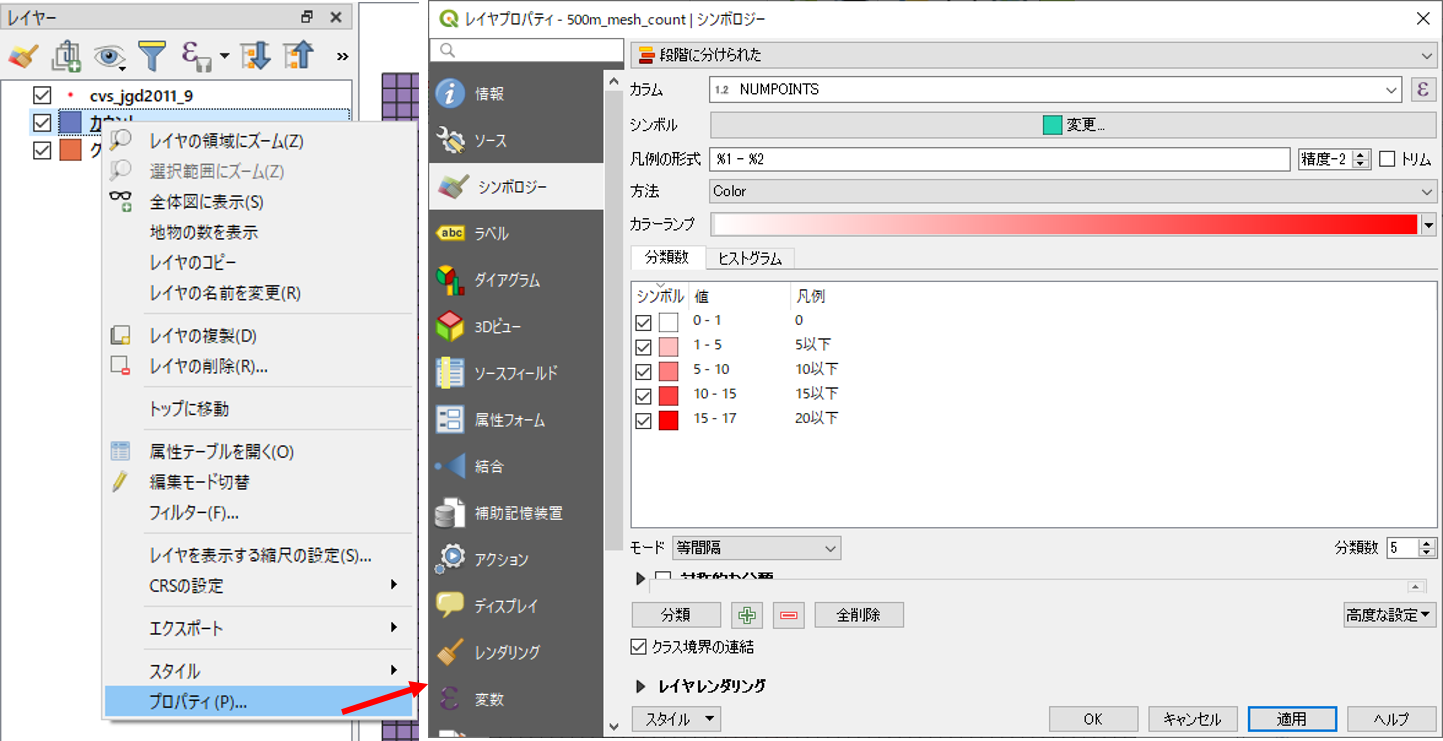 レイヤー
»
cvs_jgd2011_9
レイヤの領域にズーム(Z)
選択範囲にズーム(Z)
全体図に表示(S)
地物の数を表示
レイヤのコピー
レイヤの名前を変更(R)
レイヤの複製(D)
レイヤの削除(R)...
トップに移動
属性テーブルを開く(O)
編集モード切替
フィルター(F)...
レイヤを表示する縮尺の設定(S)...
CRSの設定
エクスポート
スタイル
プロパティ(P)...
レイヤプロパティ - 500m_mesh_count | シンボロジー
情報
ソース
シンボロジー
abc ラベル
ダイアグラム
3Dビュー
ソースフィールド
属性フォーム
結合
補助記憶装置
アクション
ディスプレイ
レンダリング
変数
段階に分けられた
カラム 1.2 NUMPOINTS ε
シンボル 変更...
凡例の形式 %1 - %2 精度-2 トリム
方法 Color
カラーランプ
分類数 ヒストグラム
シンボル 値 凡例
0 - 1 0
1 - 5 5以下
5 - 10 10以下
10 - 15 15以下
15 - 17 20以下
モード 等間隔 分類数 5
分類 全削除 高度な設定
クラス境界の連結
レイヤレンダリング
スタイル OK キャンセル 適用 ヘルプ